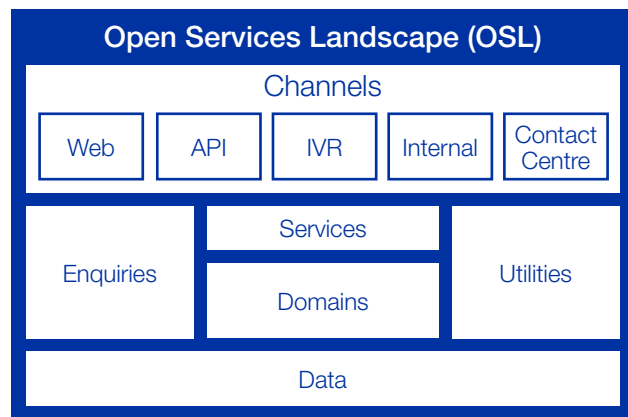 Open Services Landscape (OSL)
Channels
Web
API
IVR
Internal
Contact
Centre
Enquiries
Services
Domains
Utilities
Data